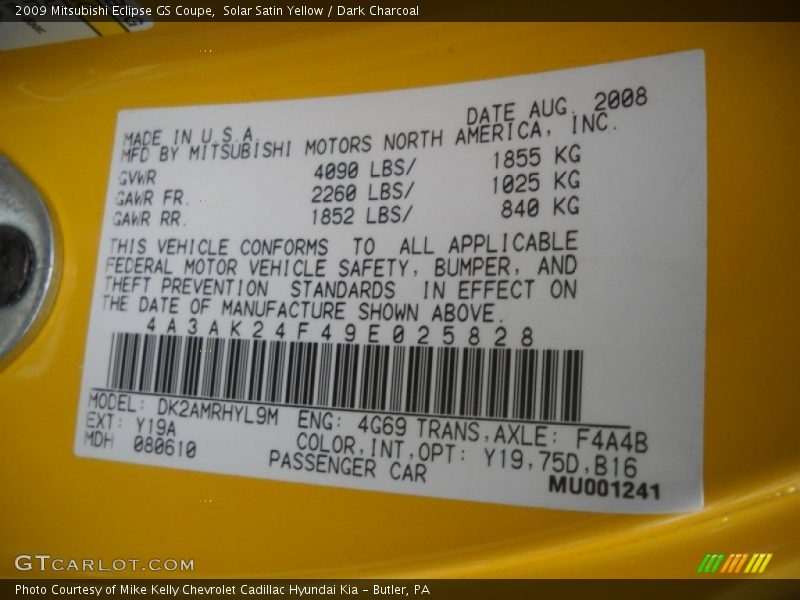 2009 Mitsubishi Eclipse GS Coupe,  Solar Satin Yellow / Dark Charcoal
DATE AUG. 2008
MADE IN U.S.A.
MFD BY MITSUBISHI MOTORS NORTH AMERICA, INC.
GVWR 4090 LBS/ 1855 KG
GAWR FR. 2260 LBS/ 1025 KG
GAWR RR. 1852 LBS/ 840 KG
THIS VEHICLE CONFORMS TO ALL APPLICABLE
FEDERAL MOTOR VEHICLE SAFETY, BUMPER, AND
THEFT PREVENTION STANDARDS IN EFFECT ON
THE DATE OF MANUFACTURE SHOWN ABOVE.
4A3AK24F49E025828
MODEL: DK2AMRHYL9M ENG: 4G69 TRANS,AXLE: F4A4B
EXT: Y19A COLOR,INT,OPT: Y19,75D,B16
MDH 080610 PASSENGER CAR
MU001241
GTCARLOT.COM
Photo Courtesy of Mike Kelly Chevrolet Cadillac Hyundai Kia – Butler, PA